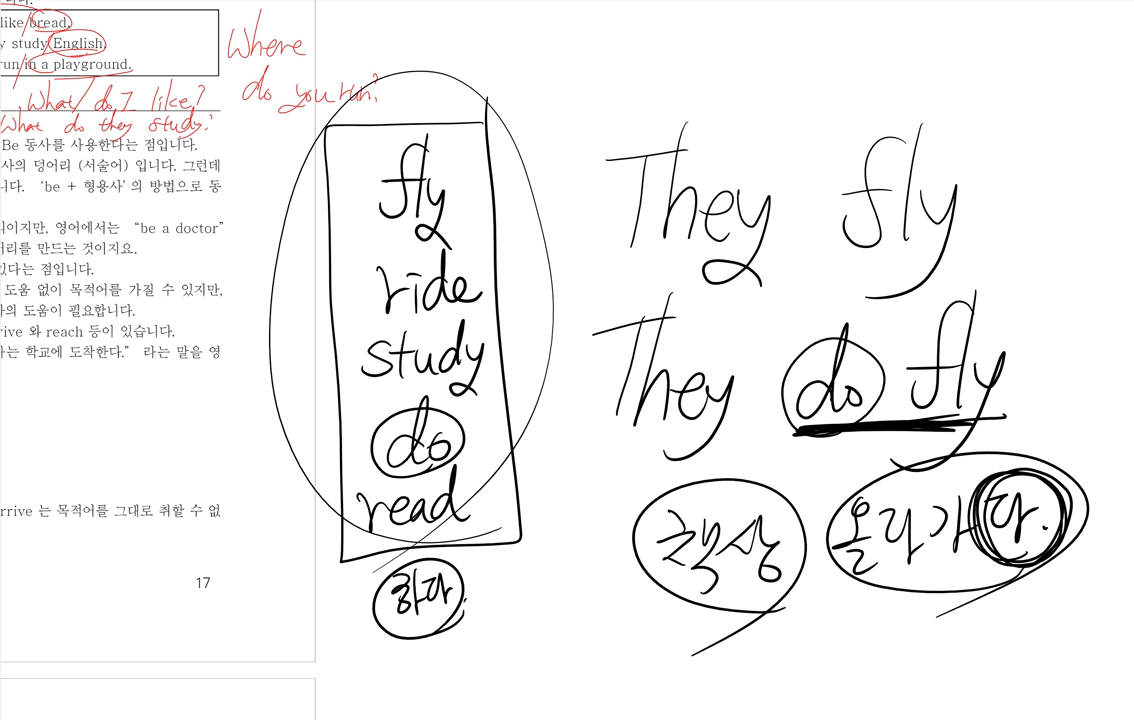 니다.
like bread.
y study English.
run in a playground.
Where
do you run?
What do I like?
What do they study?
Be 동사를 사용한다는 점입니다.
사의 덩어리 (서술어) 입니다. 그런데
니다. ‘be + 형용사’ 의 방법으로 동
이지만, 영어에서는 “be a doctor”
어리를 만드는 것이지요.
있다는 점입니다.
도움 없이 목적어를 가질 수 있지만,
사의 도움이 필요합니다.
rive 와 reach 등이 있습니다.
는 학교에 도착한다.” 라는 말을 영
rrive 는 목적어를 그대로 취할 수 없
17
fly
ride
study
do
read
하다.
They fly
They do fly
책상
올라가다.